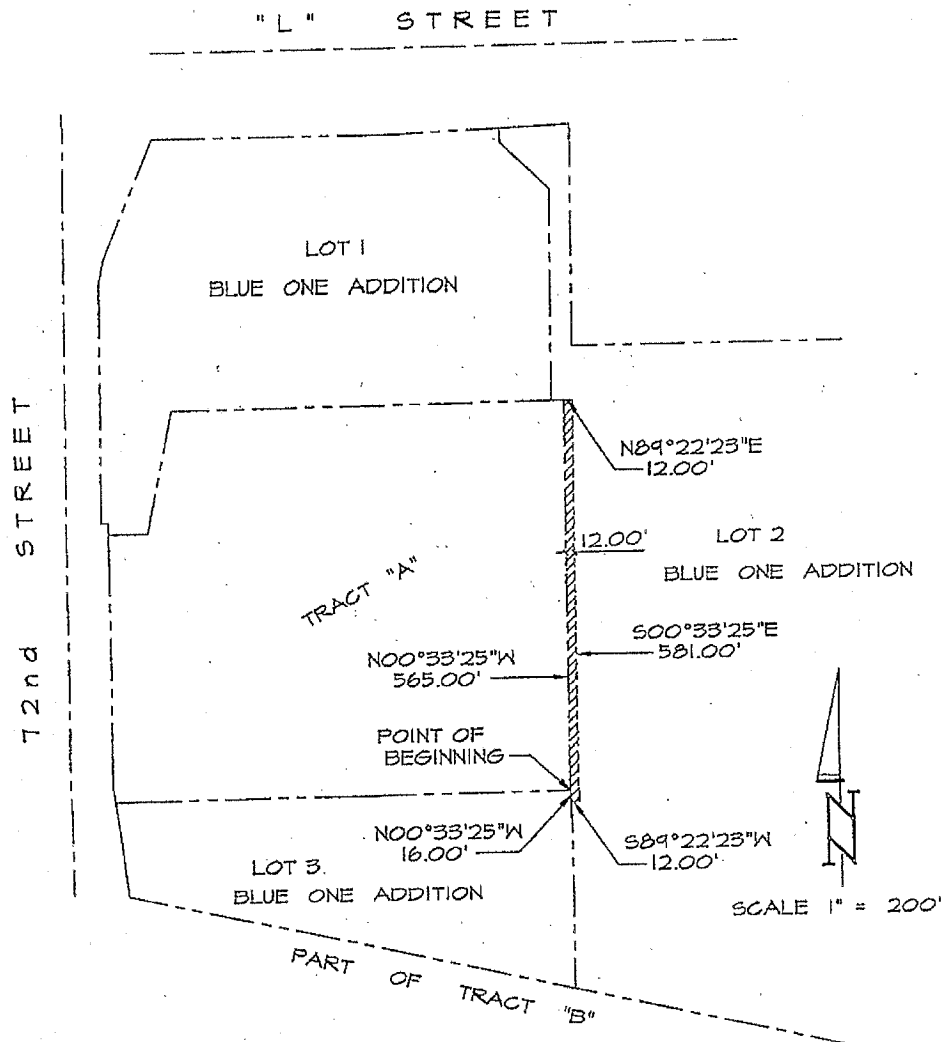 "L" STREET
72nd STREET
LOT 1
BLUE ONE ADDITION
N89°22'23"E
12.00'
12.00'
LOT 2
BLUE ONE ADDITION
TRACT "A"
S00°33'25"E
581.00'
N00°33'25"W
565.00'
POINT OF
BEGINNING
N00°33'25"W
16.00'
S89°22'23"W
12.00'
LOT 3.
BLUE ONE ADDITION
PART OF TRACT "B"
N
SCALE 1" = 200'